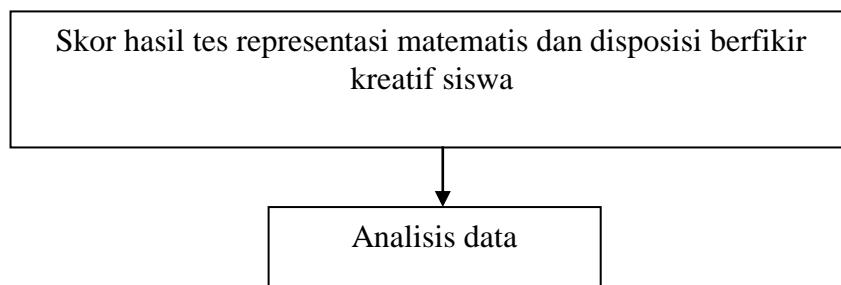 Skor hasil tes representasi matematis dan disposisi berfikir
kreatif siswa
Analisis data